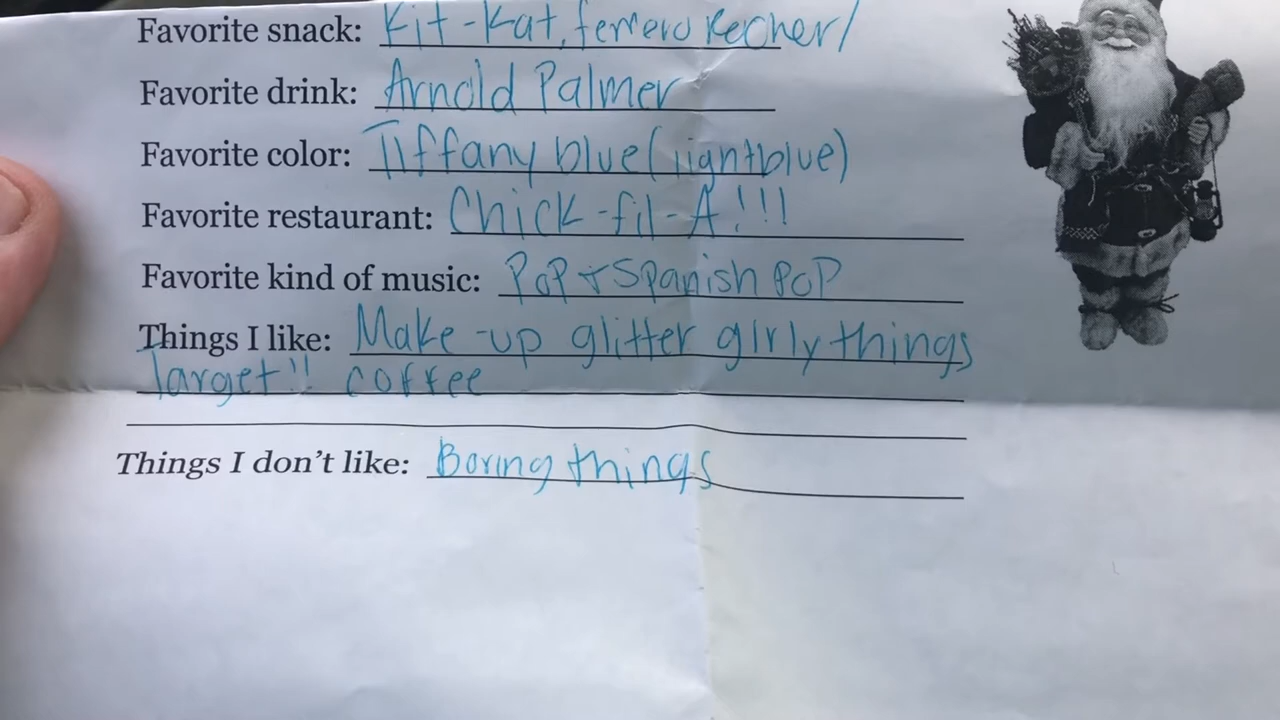 Favorite snack: Kit-Kat, ferrero Recher/
Favorite drink: Arnold Palmer
Favorite color: Tiffany blue (lightblue)
Favorite restaurant: Chick-fil-A!!!
Favorite kind of music: POP + Spanish POP
Things I like: Make-up glitter girly things
Target!! coffee
Things I don't like: Boring things